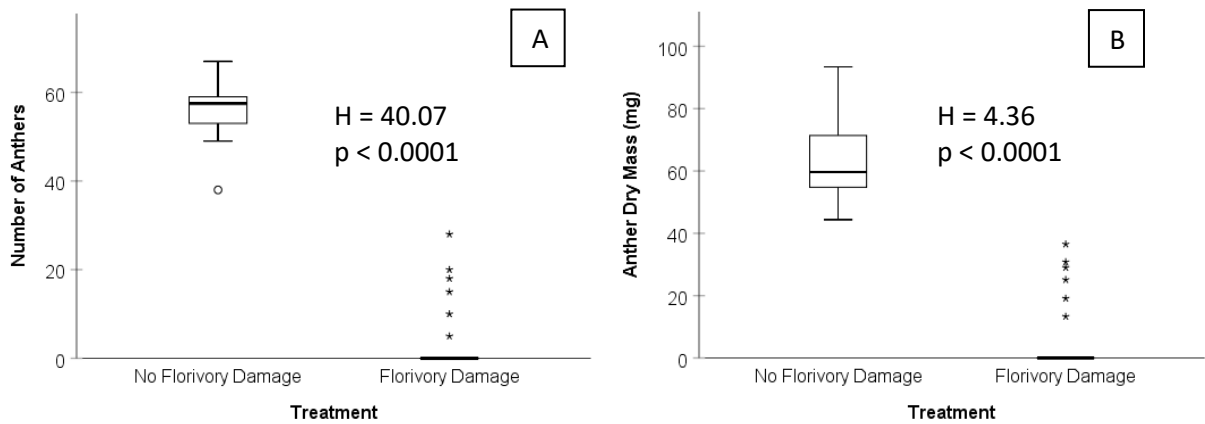 A
Number of Anthers
60
40
20
0
H = 40.07
p < 0.0001
No Florivory Damage
Florivory Damage
Treatment
B
Anther Dry Mass (mg)
100
80
60
40
20
0
H = 4.36
p < 0.0001
No Florivory Damage
Florivory Damage
Treatment